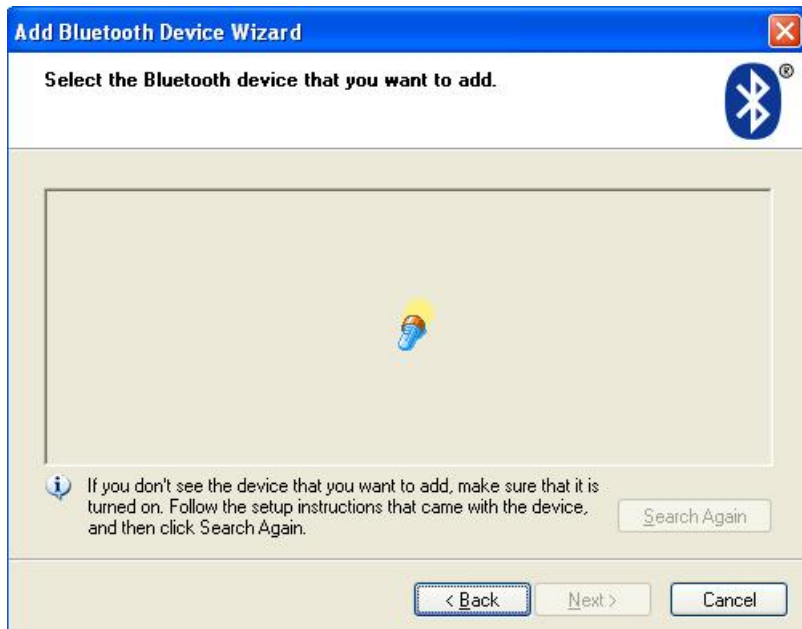 Add Bluetooth Device Wizard
Select the Bluetooth device that you want to add.
®
If you don't see the device that you want to add, make sure that it is
turned on. Follow the setup instructions that came with the device,
and then click Search Again.
Search Again
< Back
Next >
Cancel